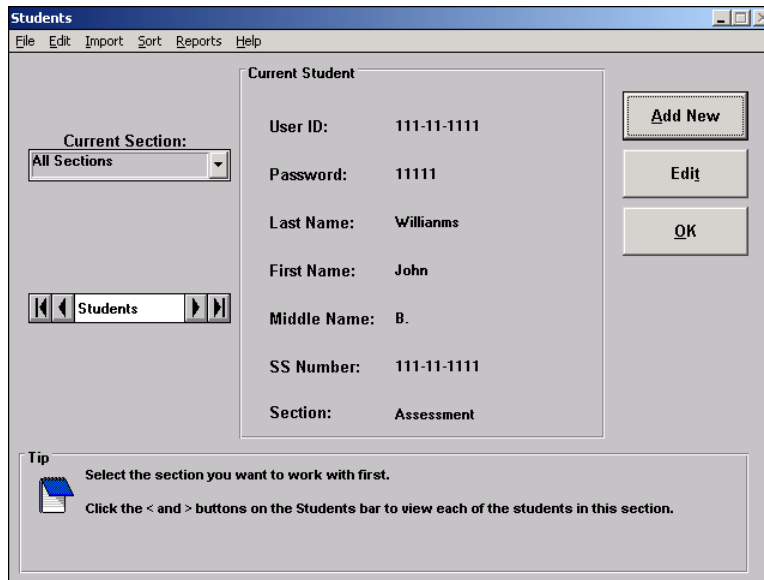 Students
File Edit Import Sort Reports Help
Current Section:
All Sections
Students
Current Student
User ID: 111-11-1111
Password: 11111
Last Name: Willianms
First Name: John
Middle Name: B.
SS Number: 111-11-1111
Section: Assessment
Add New
Edit
OK
Tip
Select the section you want to work with first.
Click the < and > buttons on the Students bar to view each of the students in this section.